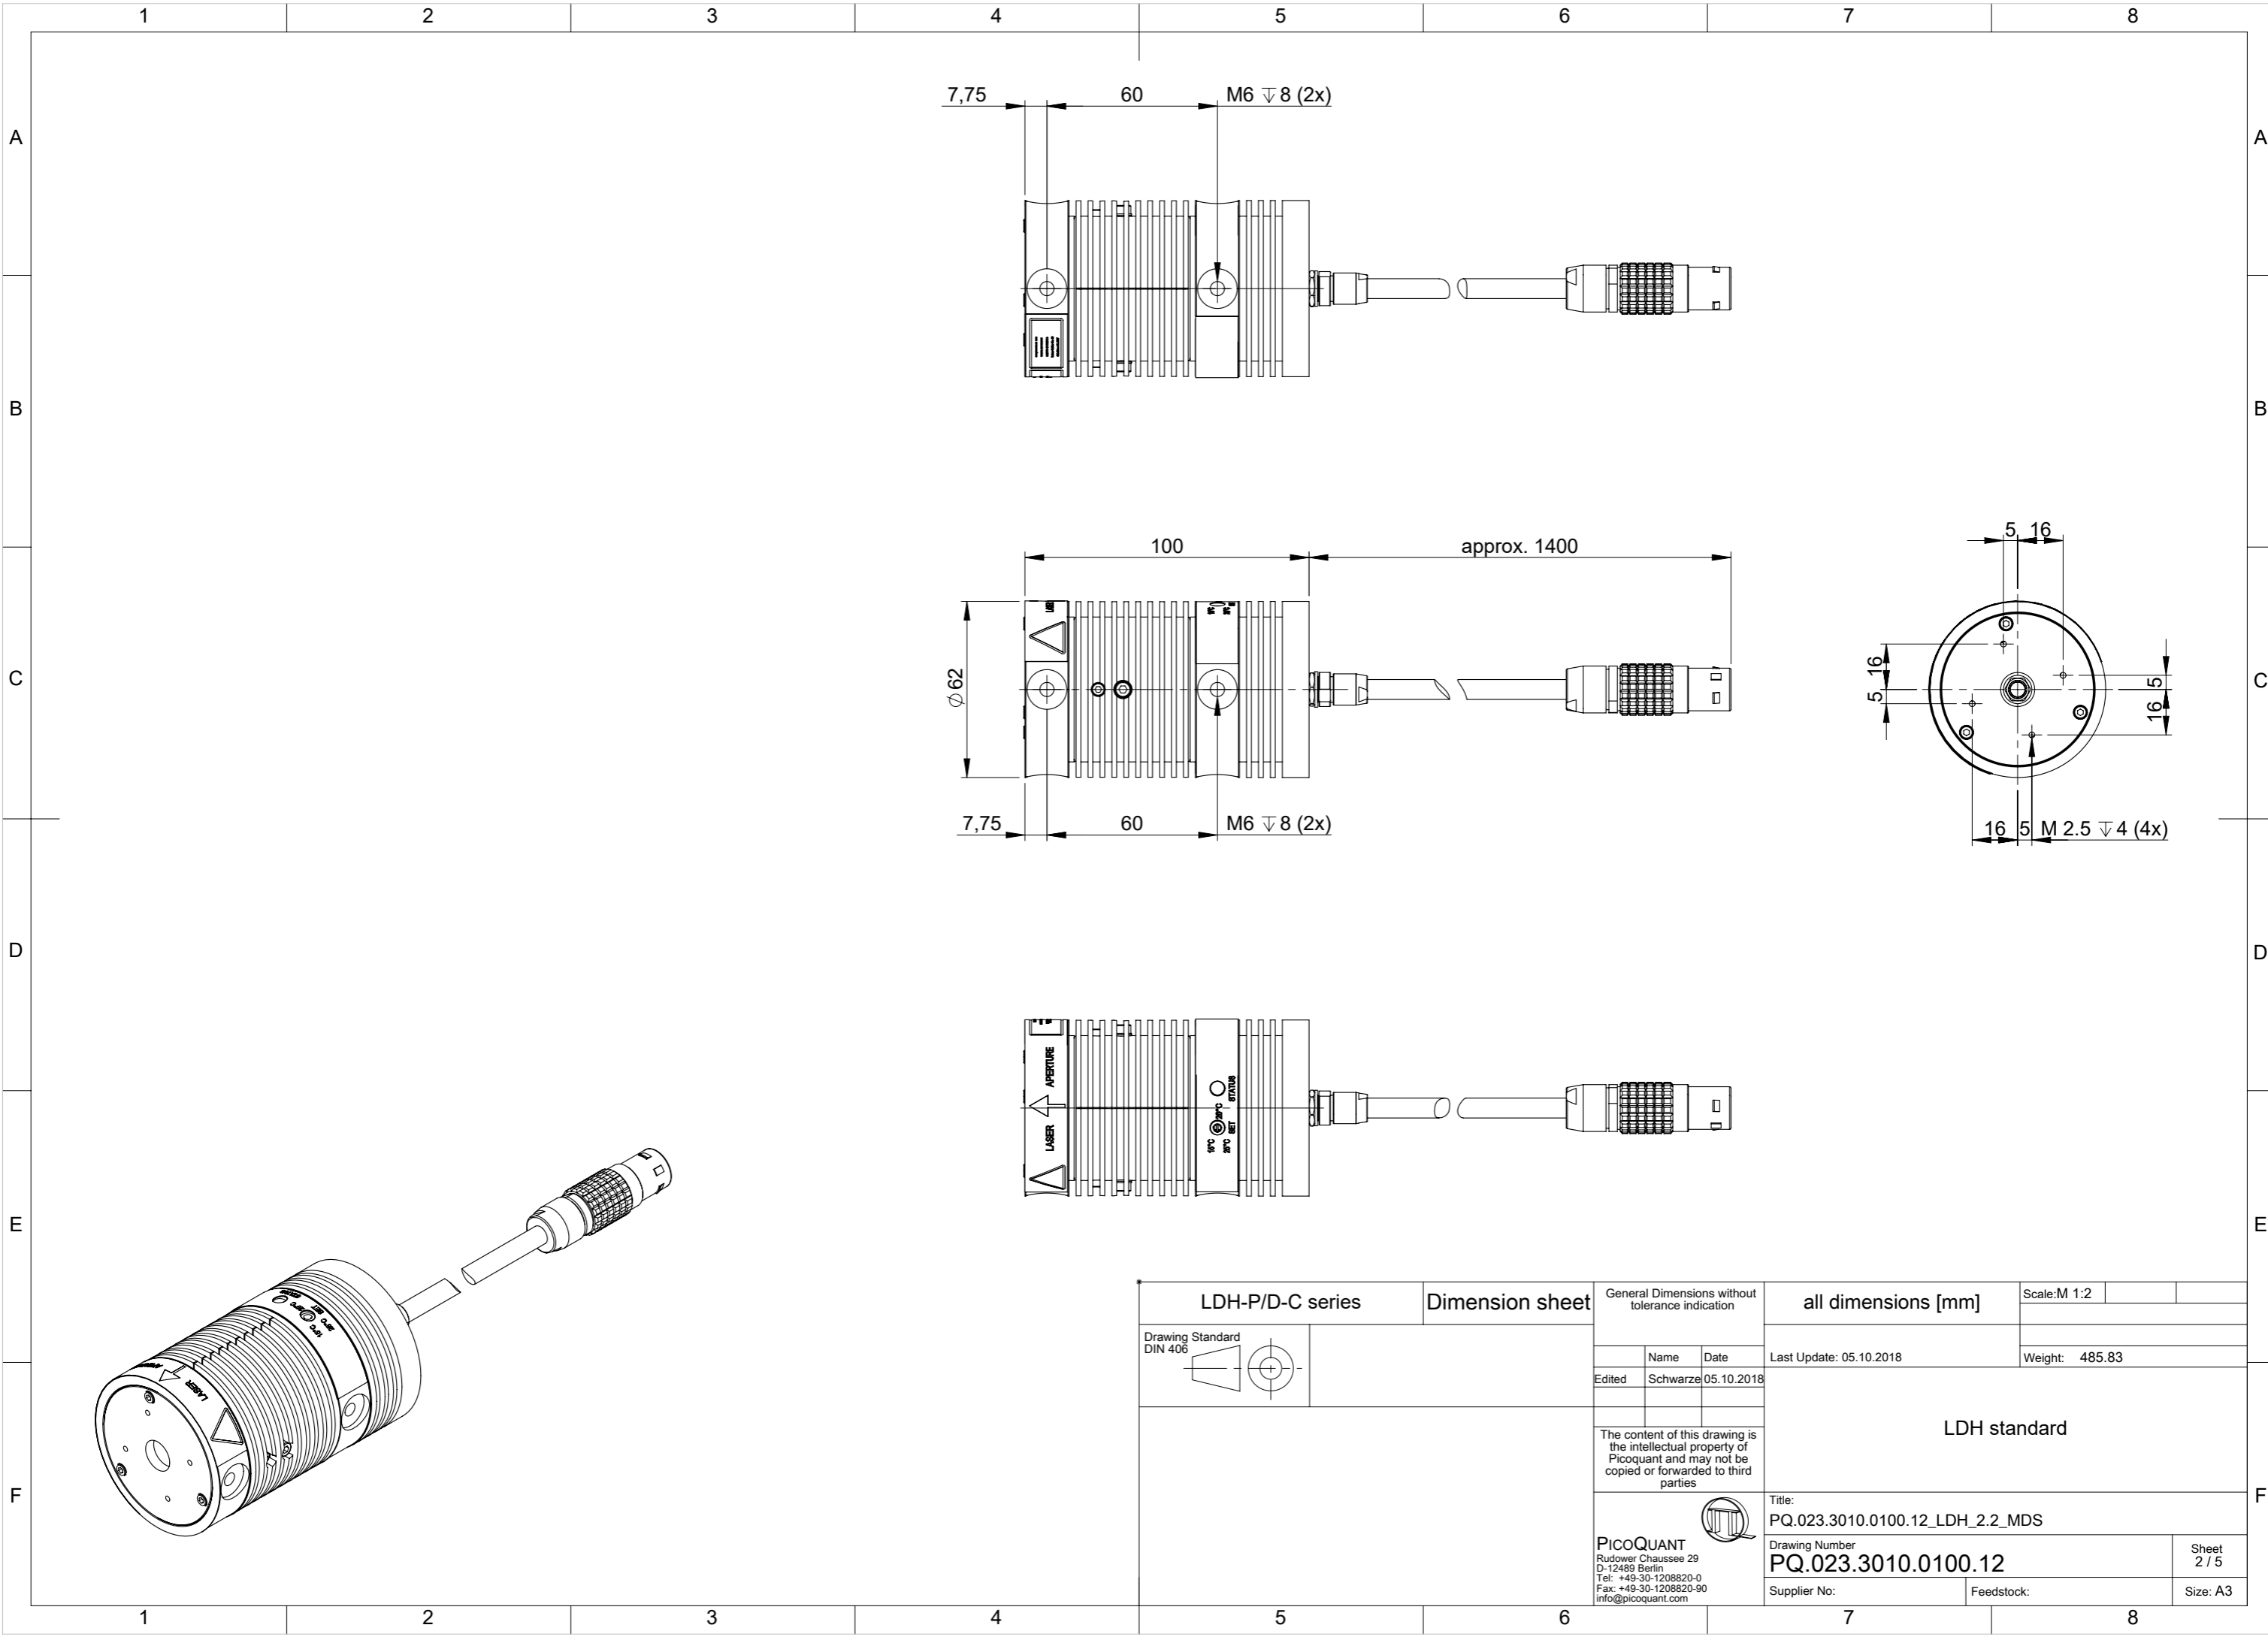 1 2 3 4 5 6 7 8
A A
B B
C C
D D
E E
F F
7,75 60 M6 ↧8 (2x)
100 approx. 1400
⌀62
7,75 60 M6 ↧8 (2x)
5 16
16
5
5
16
16 5 M 2.5 ↧4 (4x)
LASER APERTURE
15°C 20°C
25°C SET STATUS
LASER
LDH-P/D-C series
Dimension sheet
General Dimensions without
tolerance indication
all dimensions [mm]
Scale:M 1:2
Drawing Standard
DIN 406
Name Date
Last Update: 05.10.2018
Weight: 485.83
Edited Schwarze 05.10.2018
LDH standard
The content of this drawing is
the intellectual property of
Picoquant and may not be
copied or forwarded to third
parties
PICOQUANT
Rudower Chaussee 29
D-12489 Berlin
Tel: +49-30-1208820-0
Fax: +49-30-1208820-90
info@picoquant.com
Title:
PQ.023.3010.0100.12_LDH_2.2_MDS
Drawing Number
PQ.023.3010.0100.12
Sheet
2 / 5
Supplier No:
Feedstock:
Size: A3
1 2 3 4 5 6 7 8